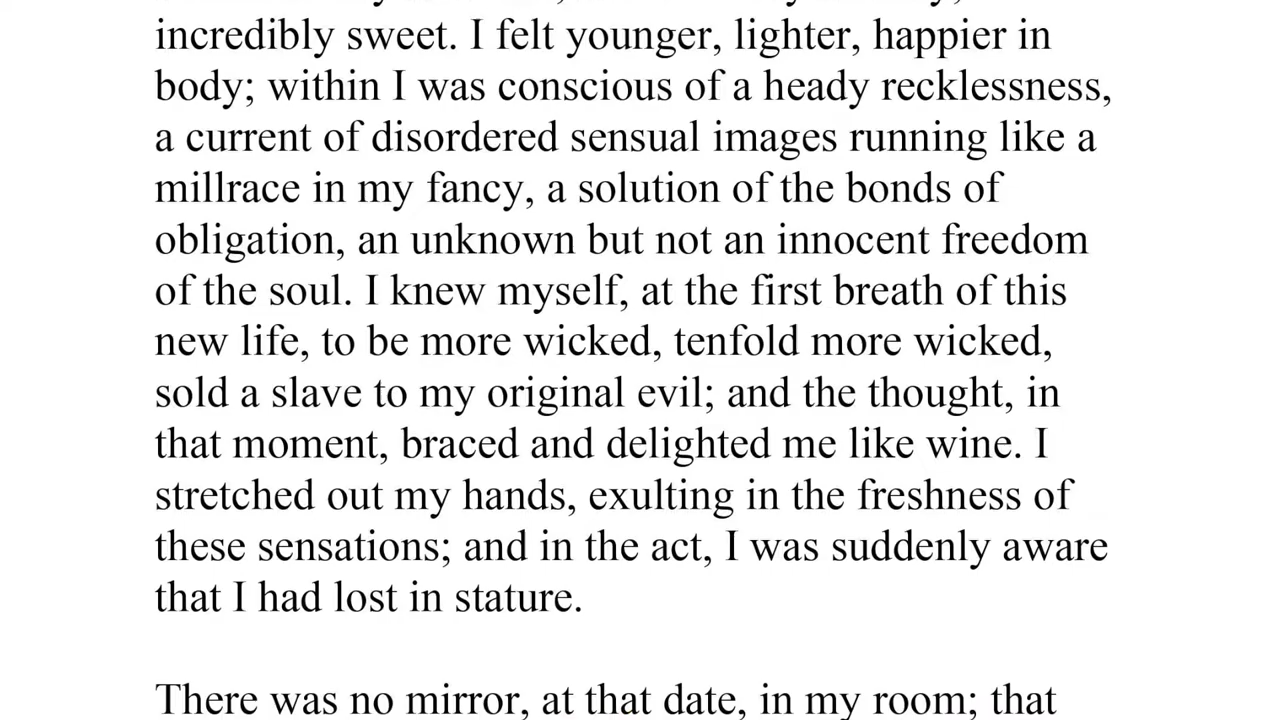 incredibly sweet. I felt younger, lighter, happier in
body; within I was conscious of a heady recklessness,
a current of disordered sensual images running like a
millrace in my fancy, a solution of the bonds of
obligation, an unknown but not an innocent freedom
of the soul. I knew myself, at the first breath of this
new life, to be more wicked, tenfold more wicked,
sold a slave to my original evil; and the thought, in
that moment, braced and delighted me like wine. I
stretched out my hands, exulting in the freshness of
these sensations; and in the act, I was suddenly aware
that I had lost in stature.
There was no mirror, at that date, in my room; that